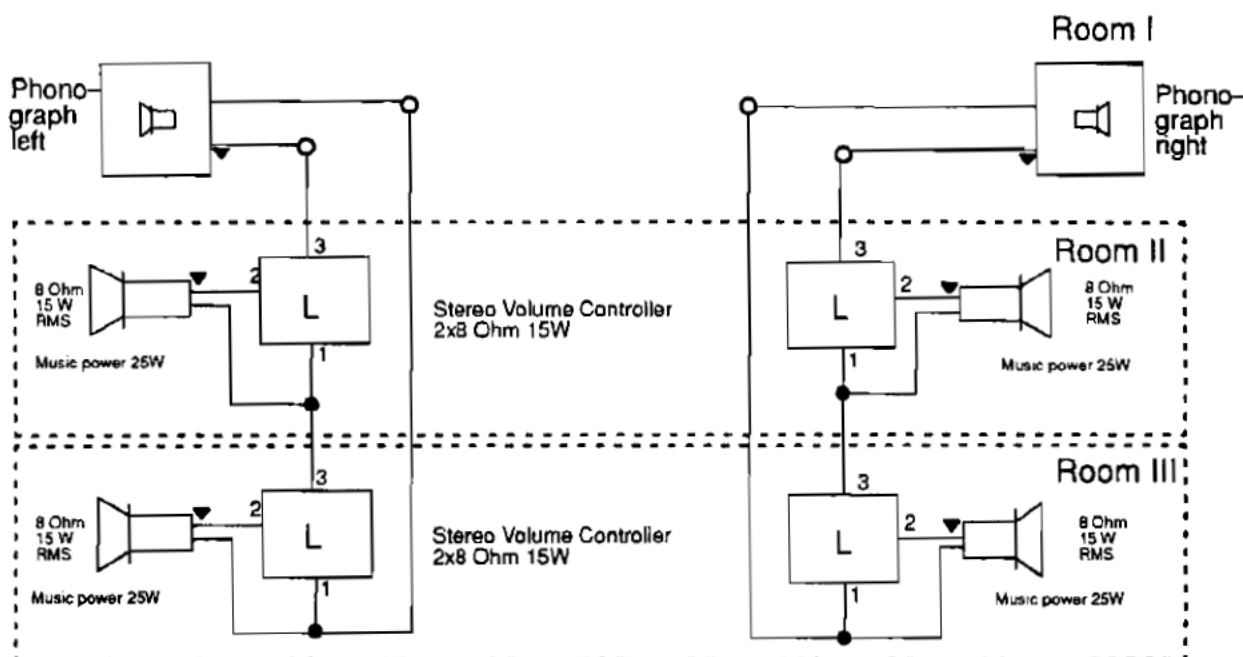 Room I
Phono-
graph
left
Phono-
graph
right
3
3
Room II
8 Ohm
15 W
RMS
2
L
Stereo Volume Controller
2x8 Ohm 15W
L
2
8 Ohm
15 W
RMS
1
1
Music power 25W
Music power 25W
3
3
Room III
8 Ohm
15 W
RMS
2
L
Stereo Volume Controller
2x8 Ohm 15W
L
2
8 Ohm
15 W
RMS
1
1
Music power 25W
Music power 25W